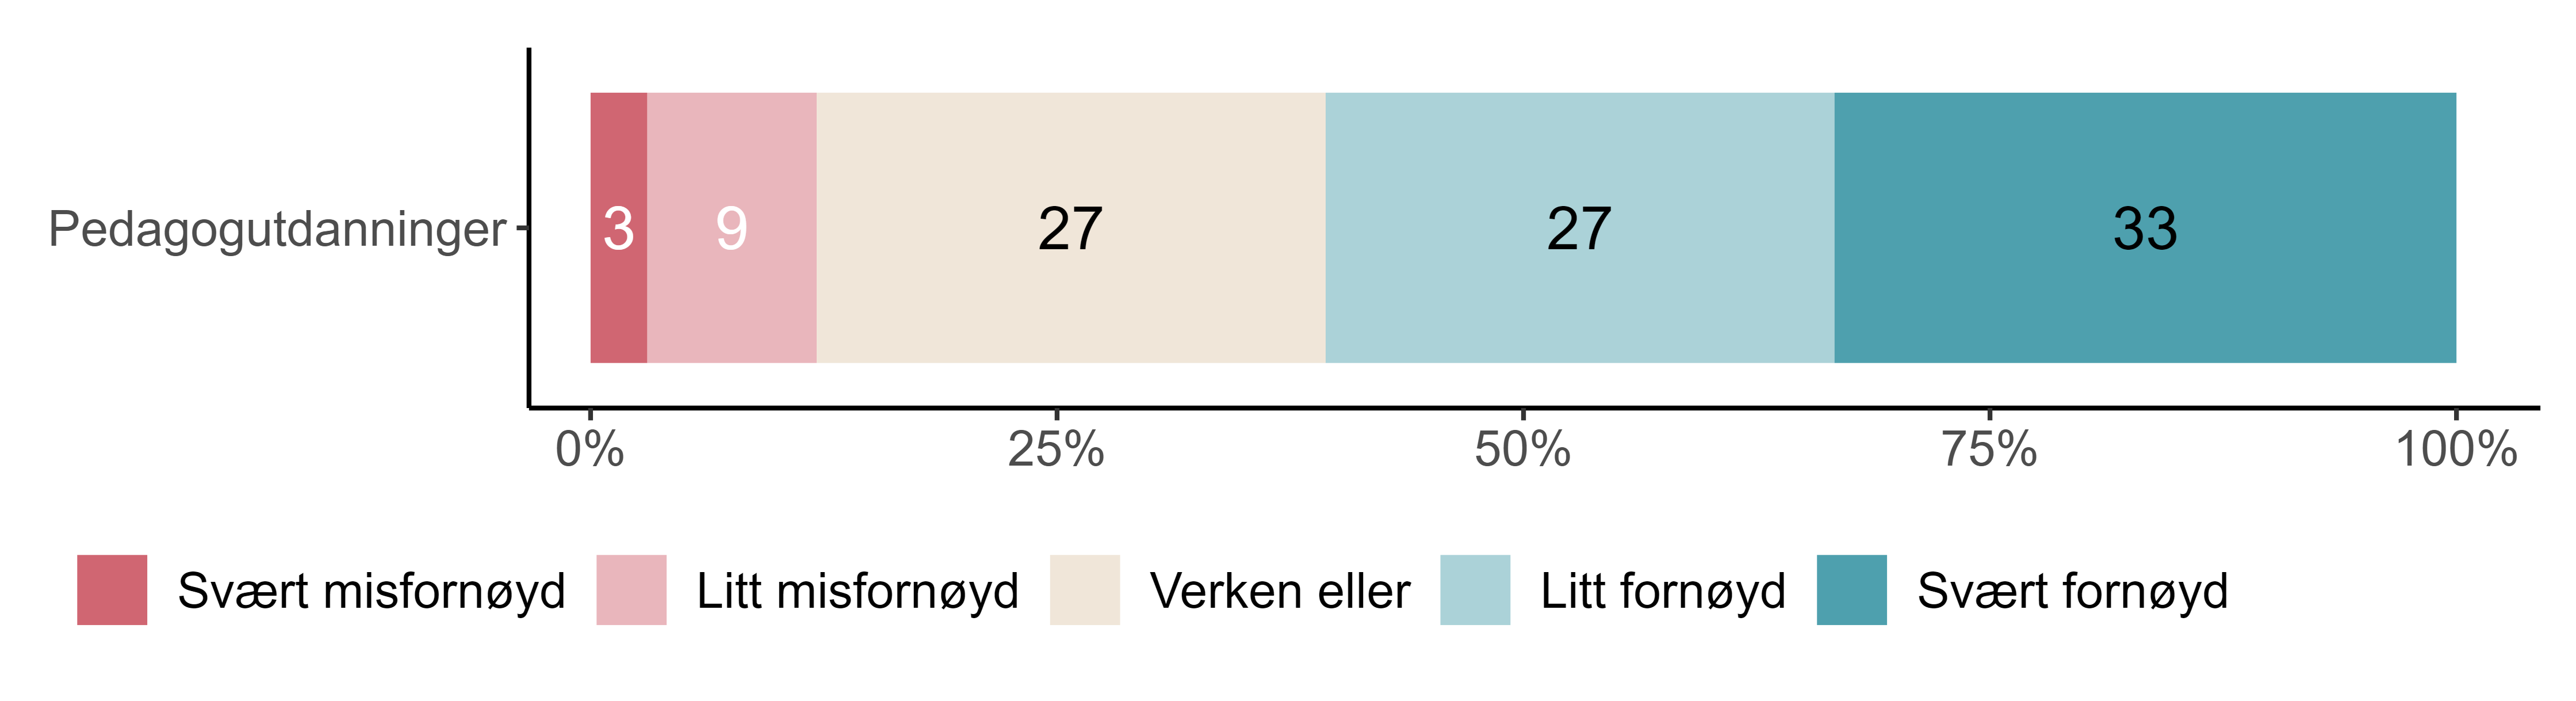 Pedagogutdanninger
3 9 27 27 33
0% 25% 50% 75% 100%
Svært misfornøyd Litt misfornøyd Verken eller Litt fornøyd Svært fornøyd